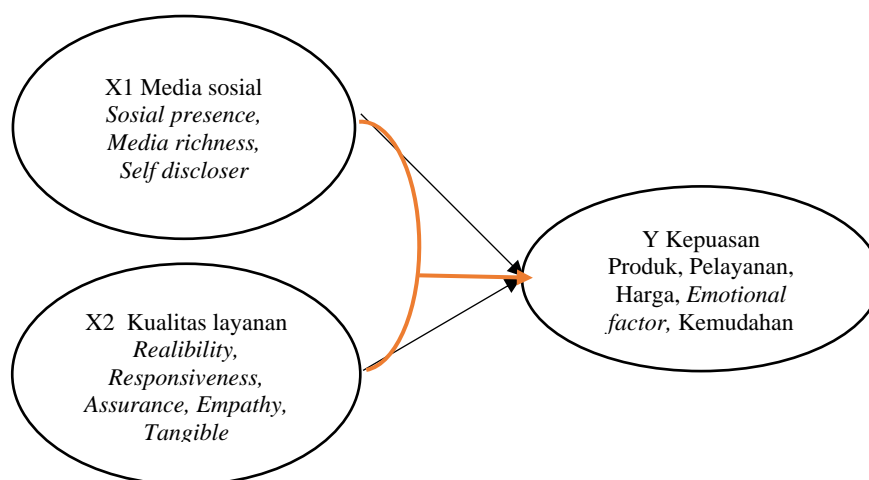 X1 Media sosial
Sosial presence,
Media richness,
Self discloser
Y Kepuasan
Produk, Pelayanan,
Harga, Emotional
factor, Kemudahan
X2 Kualitas layanan
Realibility,
Responsiveness,
Assurance, Empathy,
Tangible